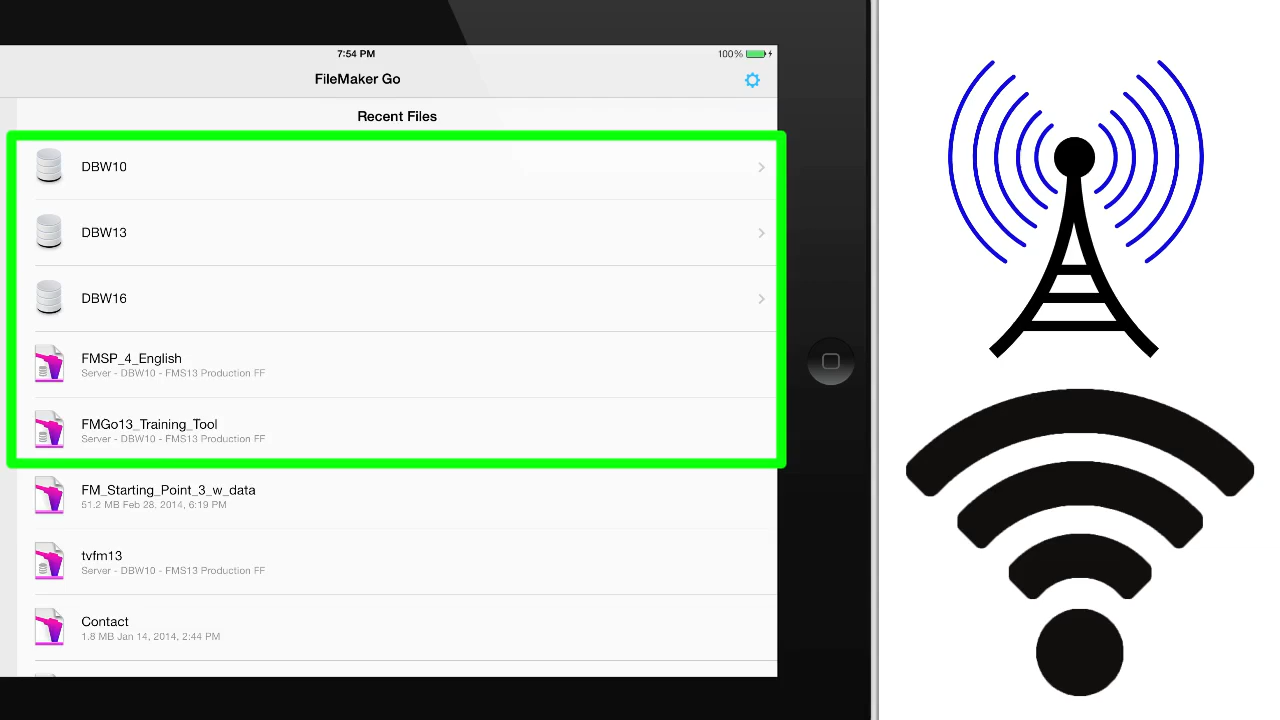 7:54 PM
100%
FileMaker Go
Recent Files
DBW10
DBW13
DBW16
FMSP_4_English
Server - DBW10 - FMS13 Production FF
FMGo13_Training_Tool
Server - DBW10 - FMS13 Production FF
FM_Starting_Point_3_w_data
51.2 MB Feb 28, 2014, 6:19 PM
tvfm13
Server - DBW10 - FMS13 Production FF
Contact
1.8 MB Jan 14, 2014, 2:44 PM